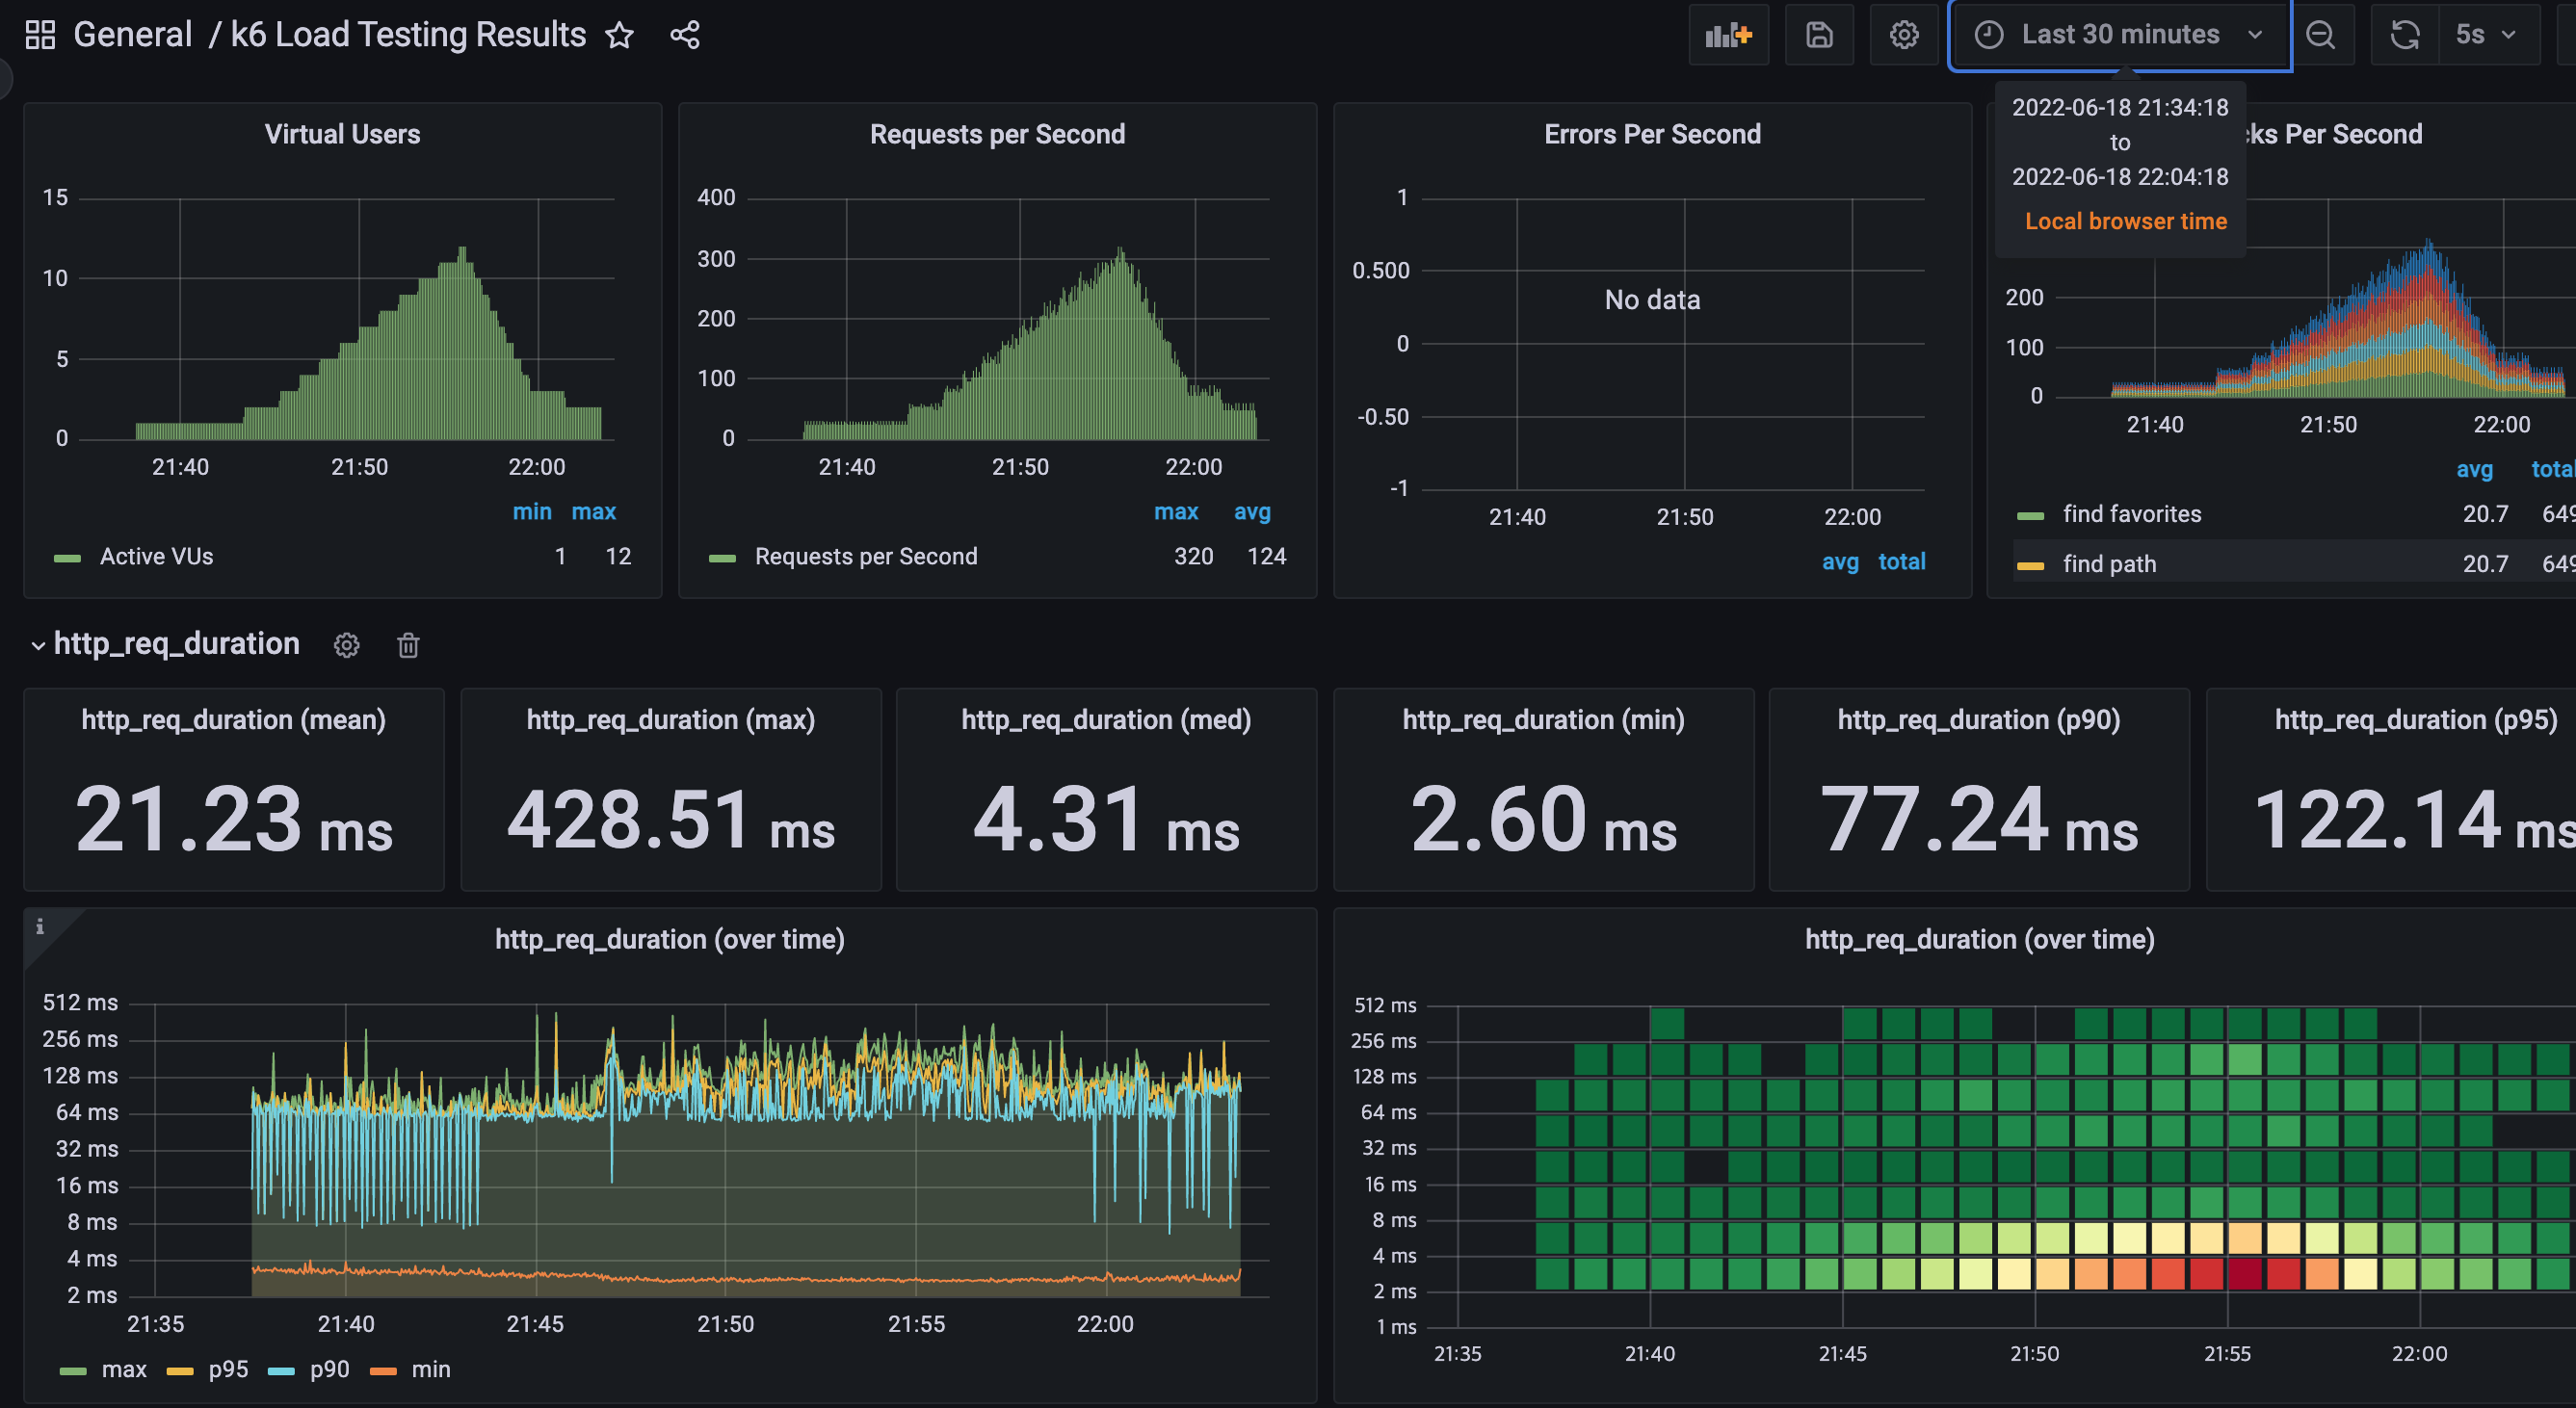 General / k6 Load Testing Results
Last 30 minutes
5s
2022-06-18 21:34:18
to
2022-06-18 22:04:18
Local browser time
Virtual Users
15
10
5
0
21:40 21:50 22:00
min max
Active VUs 1 12
Requests per Second
400
300
200
100
0
21:40 21:50 22:00
max avg
Requests per Second 320 124
Errors Per Second
1
0.500
0
-0.50
-1
No data
21:40 21:50 22:00
avg total
cks Per Second
200
100
0
21:40 21:50 22:00
avg total
find favorites 20.7 649
find path 20.7 649
http_req_duration
http_req_duration (mean)
21.23 ms
http_req_duration (max)
428.51 ms
http_req_duration (med)
4.31 ms
http_req_duration (min)
2.60 ms
http_req_duration (p90)
77.24 ms
http_req_duration (p95)
122.14 ms
i
http_req_duration (over time)
512 ms
256 ms
128 ms
64 ms
32 ms
16 ms
8 ms
4 ms
2 ms
21:35 21:40 21:45 21:50 21:55 22:00
max p95 p90 min
http_req_duration (over time)
512 ms
256 ms
128 ms
64 ms
32 ms
16 ms
8 ms
4 ms
2 ms
1 ms
21:35 21:40 21:45 21:50 21:55 22:00